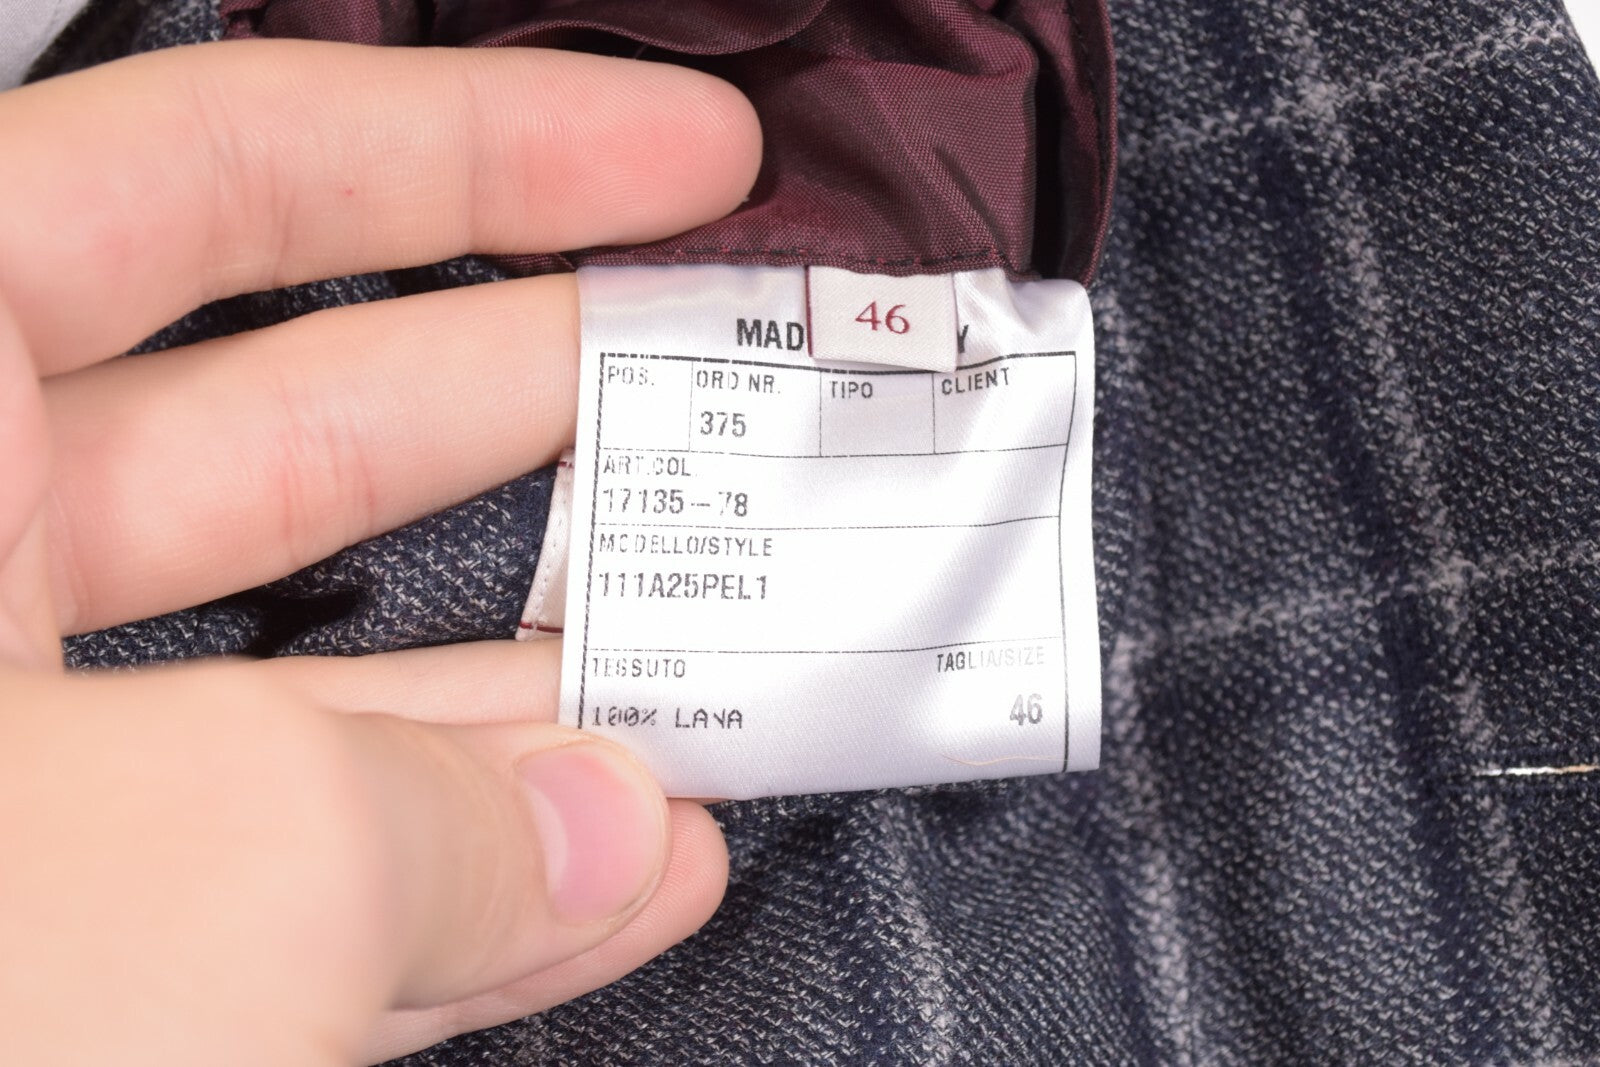 46
MAD Y
POS. ORD NR. TIPO CLIENT
375
ART.COL.
17135-78
MODELLO/STYLE
111A25PEL1
TESSUTO TAGLIA/SIZE
100% LANA 46